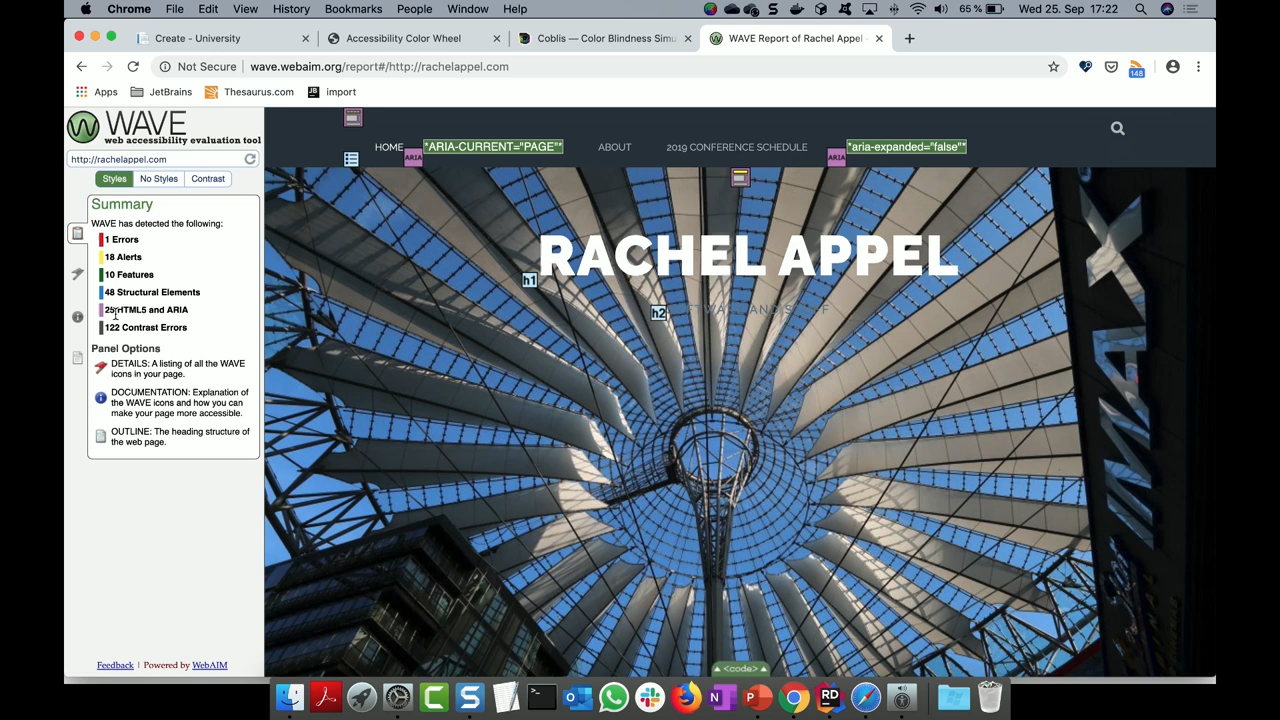 Chrome File Edit View History Bookmarks People Window Help 65 % Wed 25. Sep 17:22
Create - University Accessibility Color Wheel Coblis — Color Blindness Simu WAVE Report of Rachel Appel
Not Secure wave.webaim.org/report#/http://rachelappel.com 148
Apps JetBrains Thesaurus.com JB import
WAVE
web accessibility evaluation tool
http://rachelappel.com
Styles No Styles Contrast
Summary
WAVE has detected the following:
1 Errors
18 Alerts
10 Features
48 Structural Elements
25 HTML5 and ARIA
122 Contrast Errors
Panel Options
DETAILS: A listing of all the WAVE
icons in your page.
DOCUMENTATION: Explanation of
the WAVE icons and how you can
make your page more accessible.
OUTLINE: The heading structure of
the web page.
Feedback | Powered by WebAIM
HOME ARIA *ARIA-CURRENT="PAGE"* ABOUT 2019 CONFERENCE SCHEDULE ARIA *aria-expanded="false"*
h1 RACHEL APPEL
h2
IMAX
<code>
RD